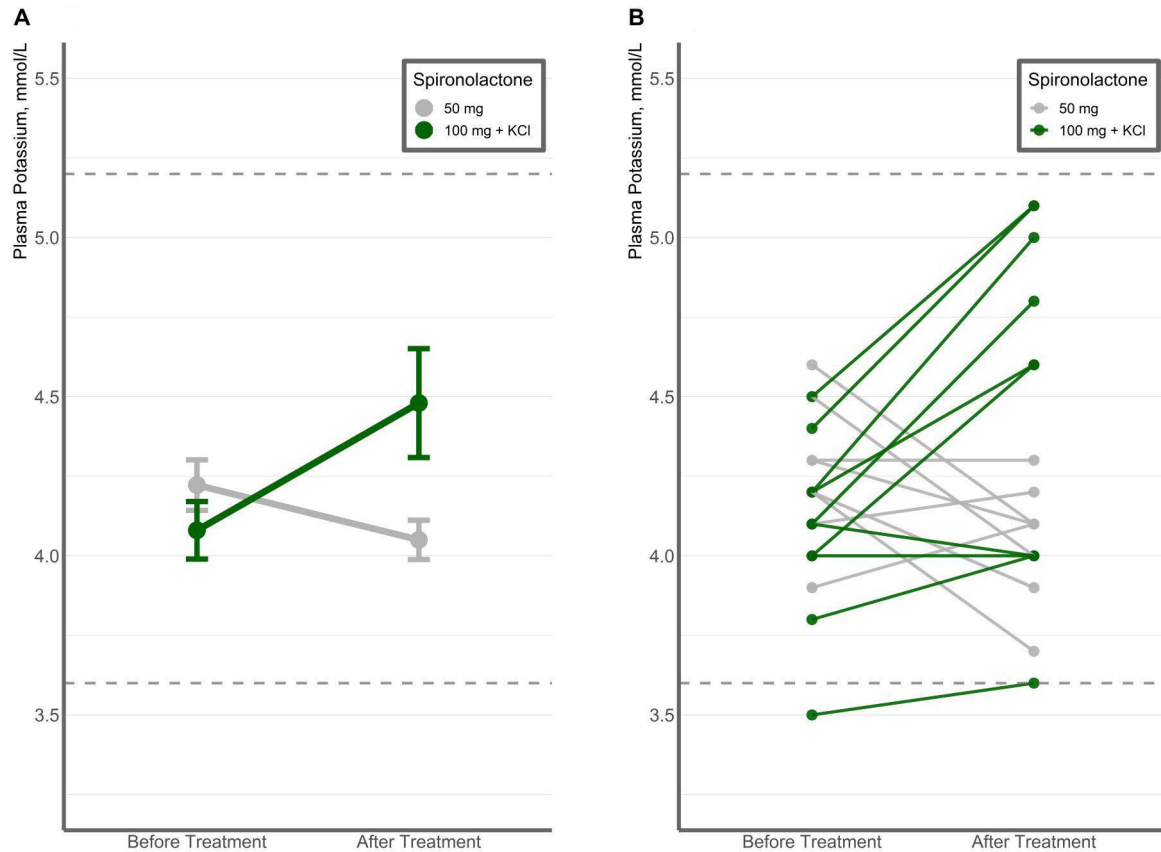 A
Plasma Potassium, mmol/L
5.5
5.0
4.5
4.0
3.5
Spironolactone
50 mg
100 mg + KCl
Before Treatment
After Treatment
B
Plasma Potassium, mmol/L
5.5
5.0
4.5
4.0
3.5
Spironolactone
50 mg
100 mg + KCl
Before Treatment
After Treatment